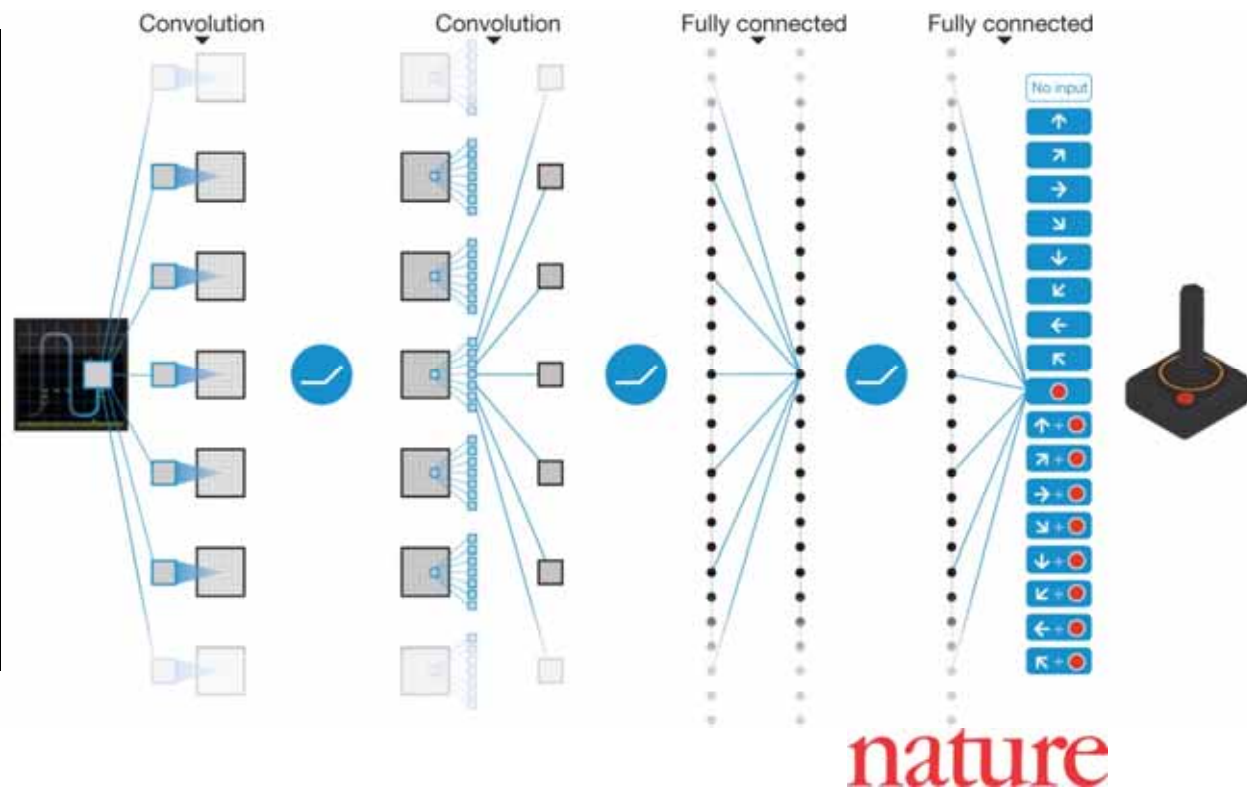 Convolution
Convolution
Fully connected
Fully connected
No input
nature